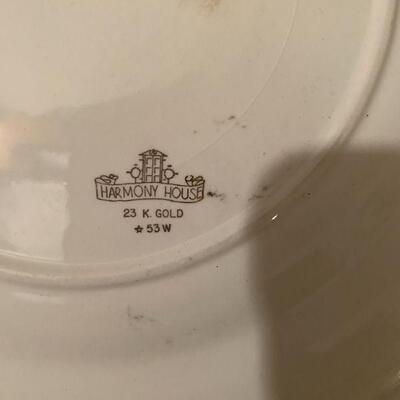 HARMONY HOUSE
23 K. GOLD
☆ 53 W